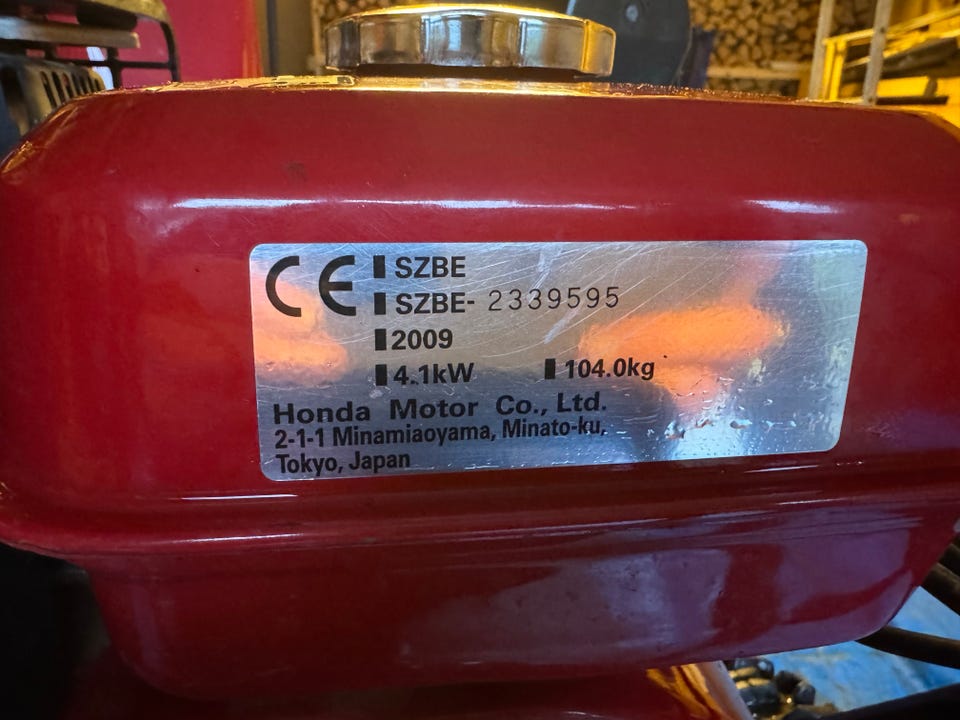 CE SZBE
SZBE- 2339595
2009
4.1kW 104.0kg
Honda Motor Co., Ltd.
2-1-1 Minamiaoyama, Minato-ku,
Tokyo, Japan